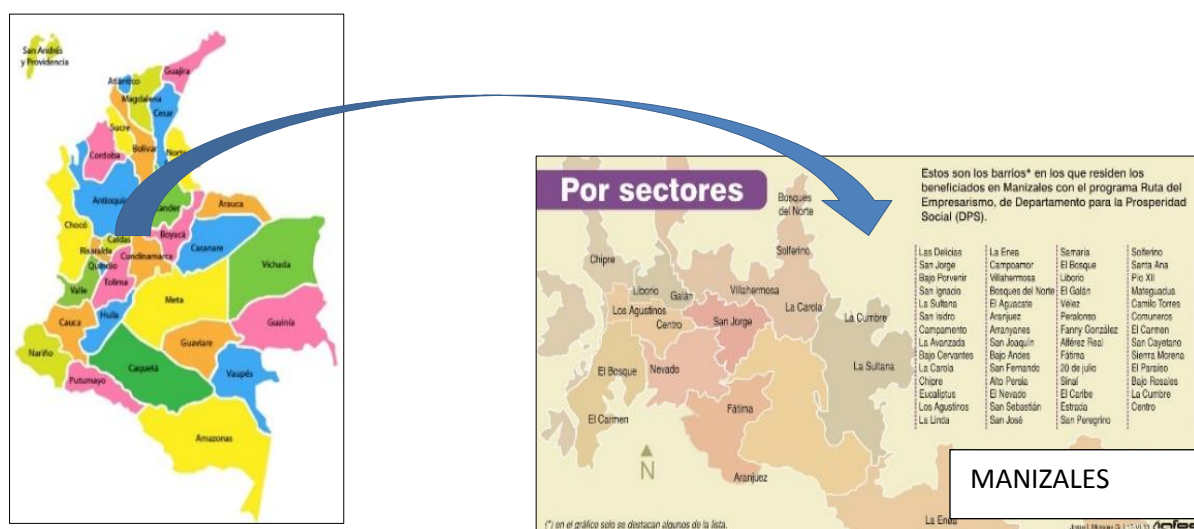 San Andrés
y Providencia
Guajira
Atlántico
Magdalena
Cesar
Sucre
Bolívar
Norte
Cordoba
Antioquia
ander
Arauca
Chocó
Boyacá
Casanare
Caldas
Risaralda
Cundinamarca
Quindío
Vichada
Tolima
Valle
Meta
Huila
Cauca
Guainía
Guaviare
Nariño
Caquetá
Vaupés
Putumayo
Amazonas
Por sectores
Bosques
del Norte
Solferino
Chipre
Liborio
Galán
Villahermosa
Los Agustinos
La Carola
Centro
San Jorge
La Cumbre
El Bosque
Nevado
La Sultana
El Carmen
Fátima
N
Aranjuez
La Enea
(*) en el gráfico solo se destacan algunos de la lista.
Estos son los barrios* en los que residen los
beneficiados en Manizales con el programa Ruta del
Empresarismo, de Departamento para la Prosperidad
Social (DPS).
Las Delicias
San Jorge
Bajo Porvenir
San Ignacio
La Sultana
San Isidro
Campamento
La Avanzada
Bajo Cervantes
La Carola
Chipre
Eucaliptus
Los Agustinos
La Linda
La Enea
Campoamor
Villahermosa
Bosques del Norte
El Aguacate
Aranjuez
Arranyanes
San Joaquín
Bajo Andes
San Fernando
Alto Persia
El Nevado
San Sebastián
San José
Samaria
El Bosque
Liborio
El Galán
Vélez
Peralonso
Fanny González
Alférez Real
Fátima
20 de julio
Sinaí
El Caribe
Estrada
San Peregrino
Solferino
Santa Ana
Pío XII
Mateguadua
Camilo Torres
Comuneros
El Carmen
San Cayetano
Sierra Morena
El Paraíso
Bajo Rosales
La Cumbre
Centro
MANIZALES